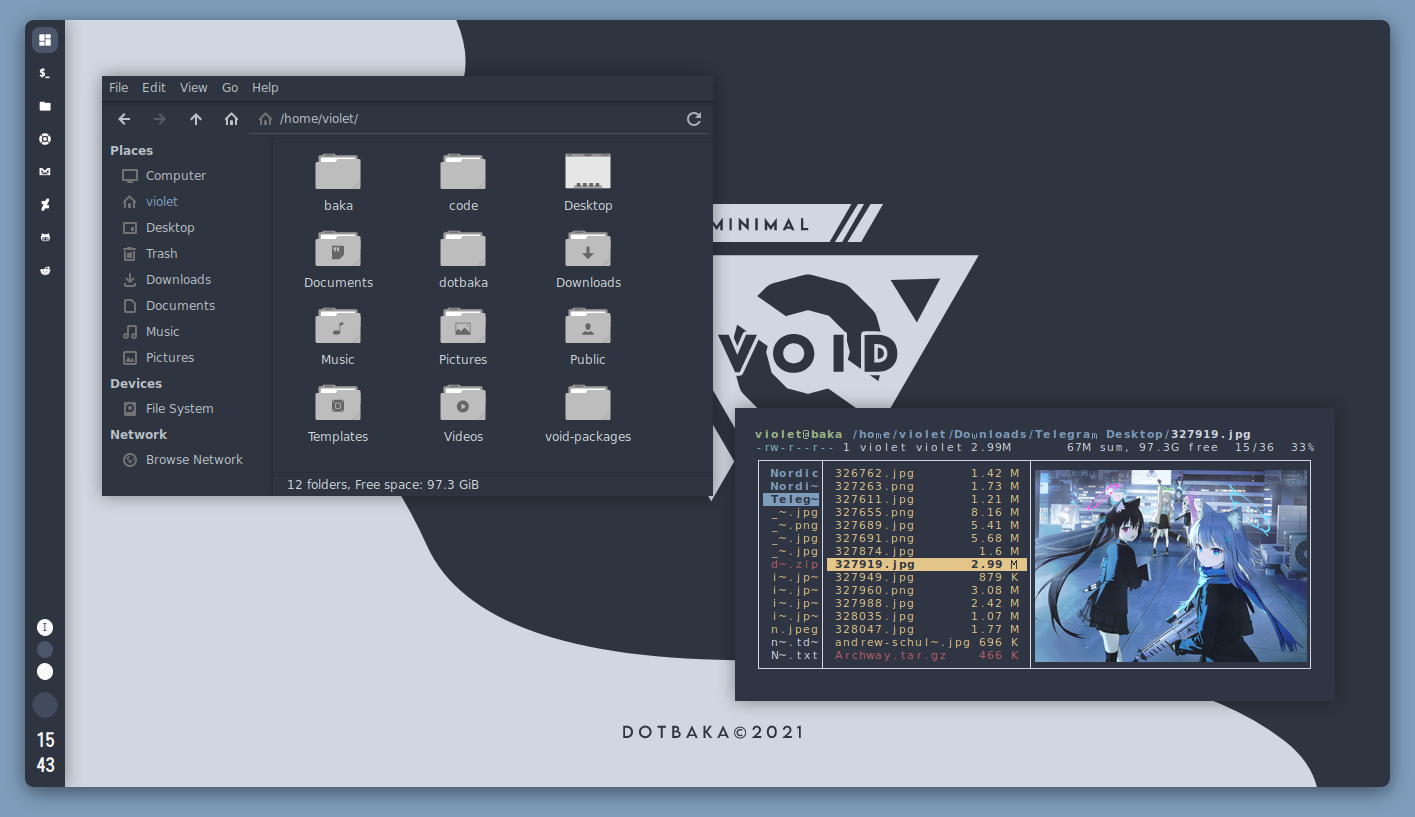 $_
I
15
43
File Edit View Go Help
/home/violet/
Places
Computer
violet
Desktop
Trash
Downloads
Documents
Music
Pictures
Devices
File System
Network
Browse Network
baka code Desktop
Documents dotbaka Downloads
Music Pictures Public
Templates Videos void-packages
12 folders, Free space: 97.3 GiB
MINIMAL
VOID
violet@baka /home/violet/Downloads/Telegram Desktop/327919.jpg
-rw-r--r-- 1 violet violet 2.99M 67M sum, 97.3G free 15/36 33%
Nordic 326762.jpg 1.42 M
Nordi~ 327263.png 1.73 M
Teleg~ 327611.jpg 1.21 M
_~.jpg 327655.png 8.16 M
_~.png 327689.jpg 5.41 M
_~.jpg 327691.png 5.68 M
_~.jpg 327874.jpg 1.6 M
d~.zip 327919.jpg 2.99 M
i~.jp~ 327949.jpg 879 K
i~.jp~ 327960.png 3.08 M
i~.jp~ 327988.jpg 2.42 M
i~.jp~ 328035.jpg 1.07 M
n.jpeg 328047.jpg 1.77 M
n~.td~ andrew-schul~.jpg 696 K
N~.txt Archway.tar.gz 466 K
DOTBAKA©2021